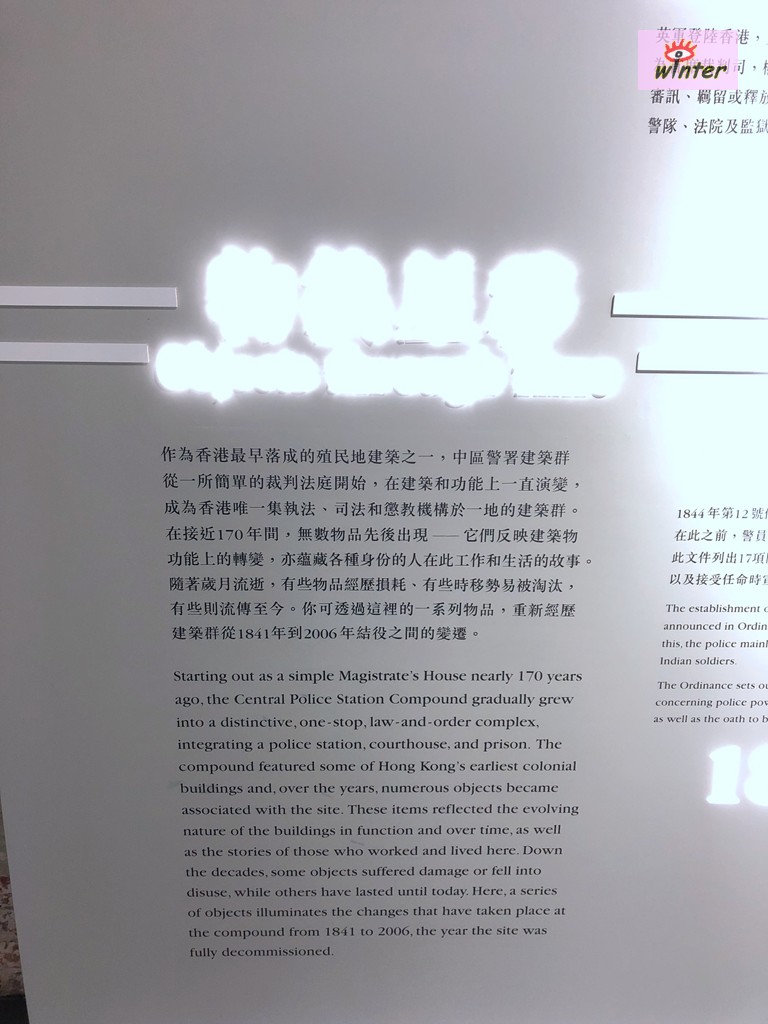 英軍登陸香港，
winter
審訊、羈留或釋放
警隊、法院及監獄
作為香港最早落成的殖民地建築之一，中區警署建築群
從一所簡單的裁判法庭開始，在建築和功能上一直演變，
成為香港唯一集執法、司法和懲教機構於一地的建築群。
在接近170年間，無數物品先後出現 —— 它們反映建築物
功能上的轉變，亦蘊藏各種身份的人在此工作和生活的故事。
隨著歲月流逝，有些物品經歷損耗、有些時移勢易被淘汰，
有些則流傳至今。你可透過這裡的一系列物品，重新經歷
建築群從1841年到2006年結役之間的變遷。
Starting out as a simple Magistrate's House nearly 170 years
ago, the Central Police Station Compound gradually grew
into a distinctive, one-stop, law-and-order complex,
integrating a police station, courthouse, and prison. The
compound featured some of Hong Kong's earliest colonial
buildings and, over the years, numerous objects became
associated with the site. These items reflected the evolving
nature of the buildings in function and over time, as well
as the stories of those who worked and lived here. Down
the decades, some objects suffered damage or fell into
disuse, while others have lasted until today. Here, a series
of objects illuminates the changes that have taken place at
the compound from 1841 to 2006, the year the site was
fully decommissioned.
1844年第12號
在此之前，警員
此文件列出17項
以及接受任命時
The establishment
announced in
this, the police
Indian soldiers.
The Ordinance sets
concerning police
as well as the oath to